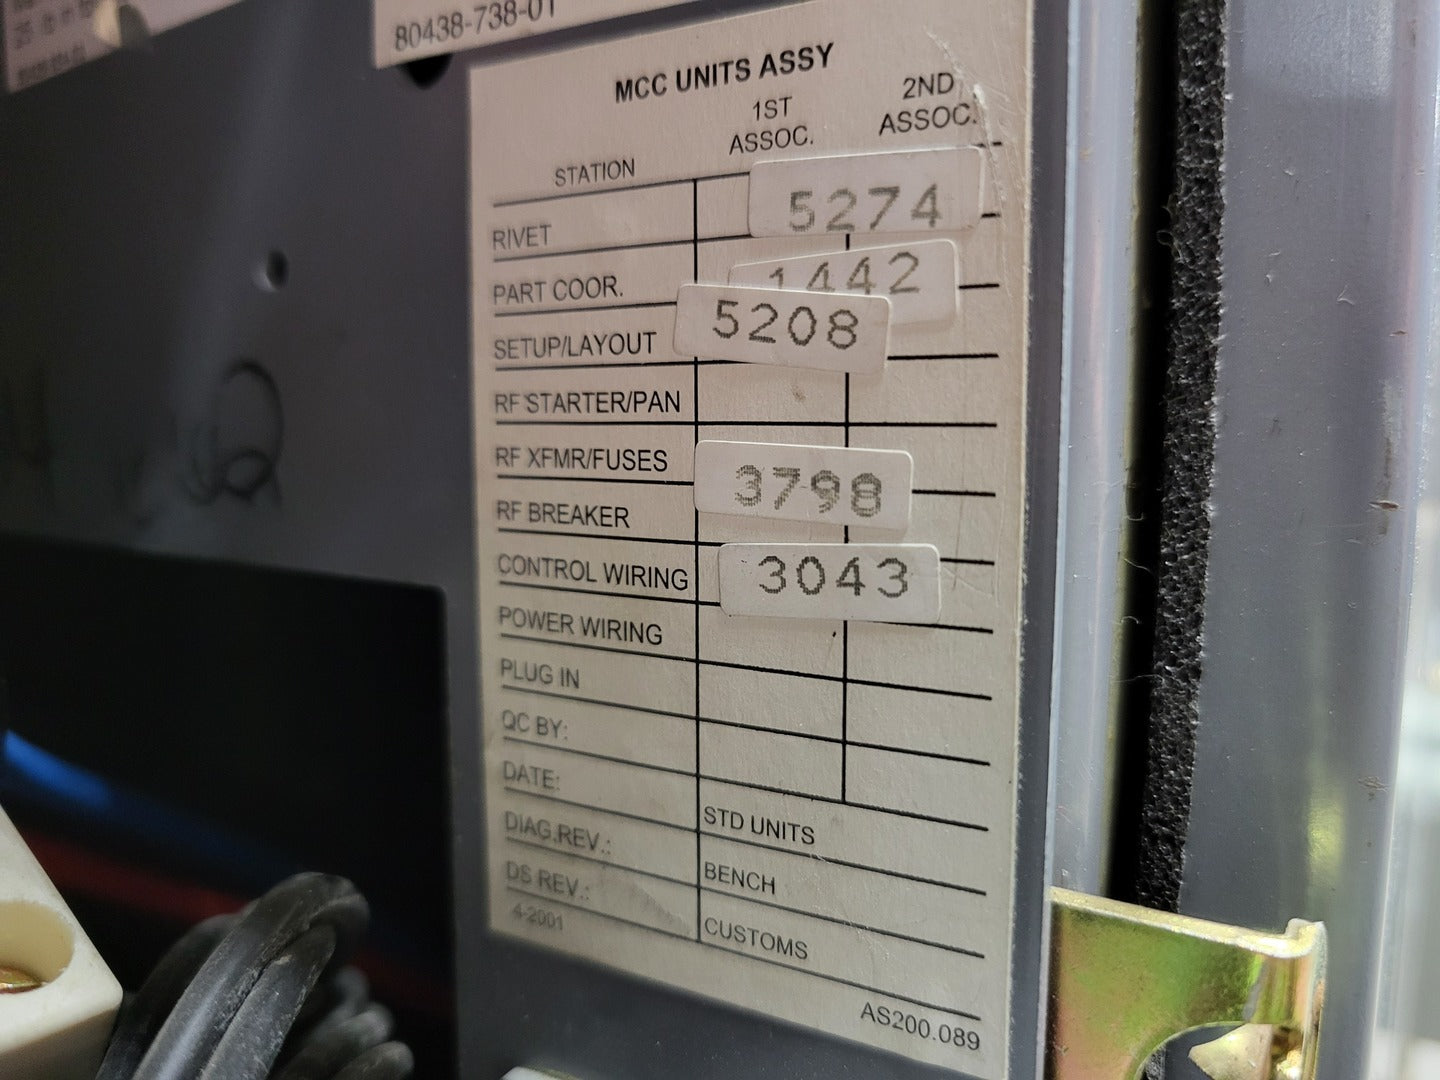 80438-738-01
MCC UNITS ASSY
STATION 1ST ASSOC. 2ND ASSOC.
RIVET 5274
PART COOR. 1442
SETUP/LAYOUT 5208
RF STARTER/PAN
RF XFMR/FUSES 3798
RF BREAKER
CONTROL WIRING 3043
POWER WIRING
PLUG IN
QC BY:
DATE:
STD UNITS
DIAG.REV.:
BENCH
DS REV.:
CUSTOMS
4-2001
AS200.089